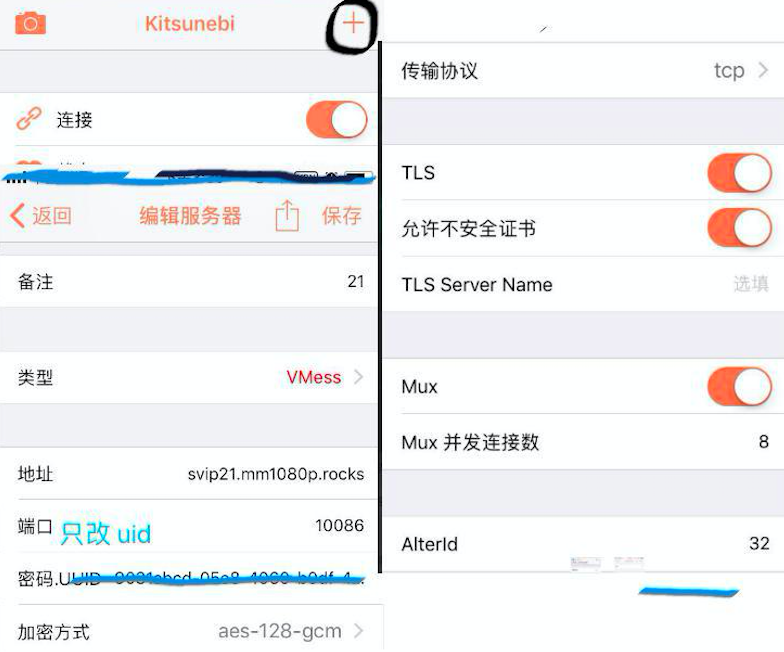 Kitsunebi
连接
返回 编辑服务器 保存
备注 21
类型 VMess
地址 svip21.mm1080p.rocks
端口 10086
只改 uid
密码.UUID
加密方式 aes-128-gcm
传输协议 tcp
TLS
允许不安全证书
TLS Server Name 选填
Mux
Mux 并发连接数 8
AlterId 32